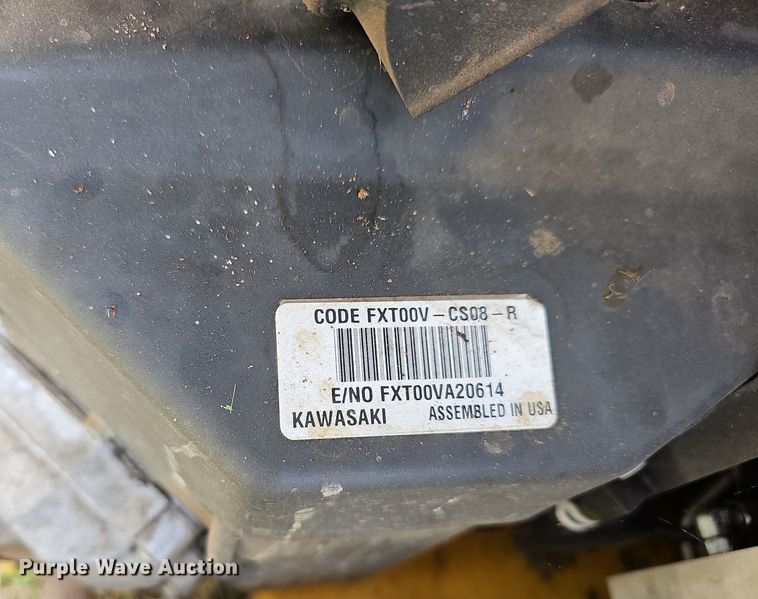 CODE FXT00V-CS08-R
E/NO FXT00VA20614
KAWASAKI ASSEMBLED IN USA
Purple Wave Auction